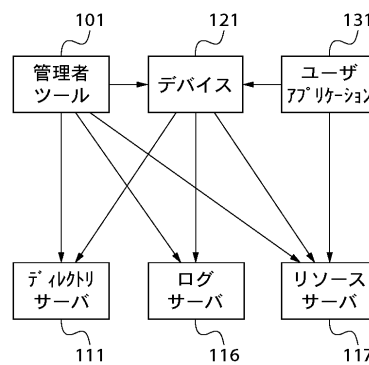 101
121
131
管理者
ツール
デバイス
ユーザ
アプリケーション
ディレクトリ
サーバ
ログ
サーバ
リソース
サーバ
111
116
117